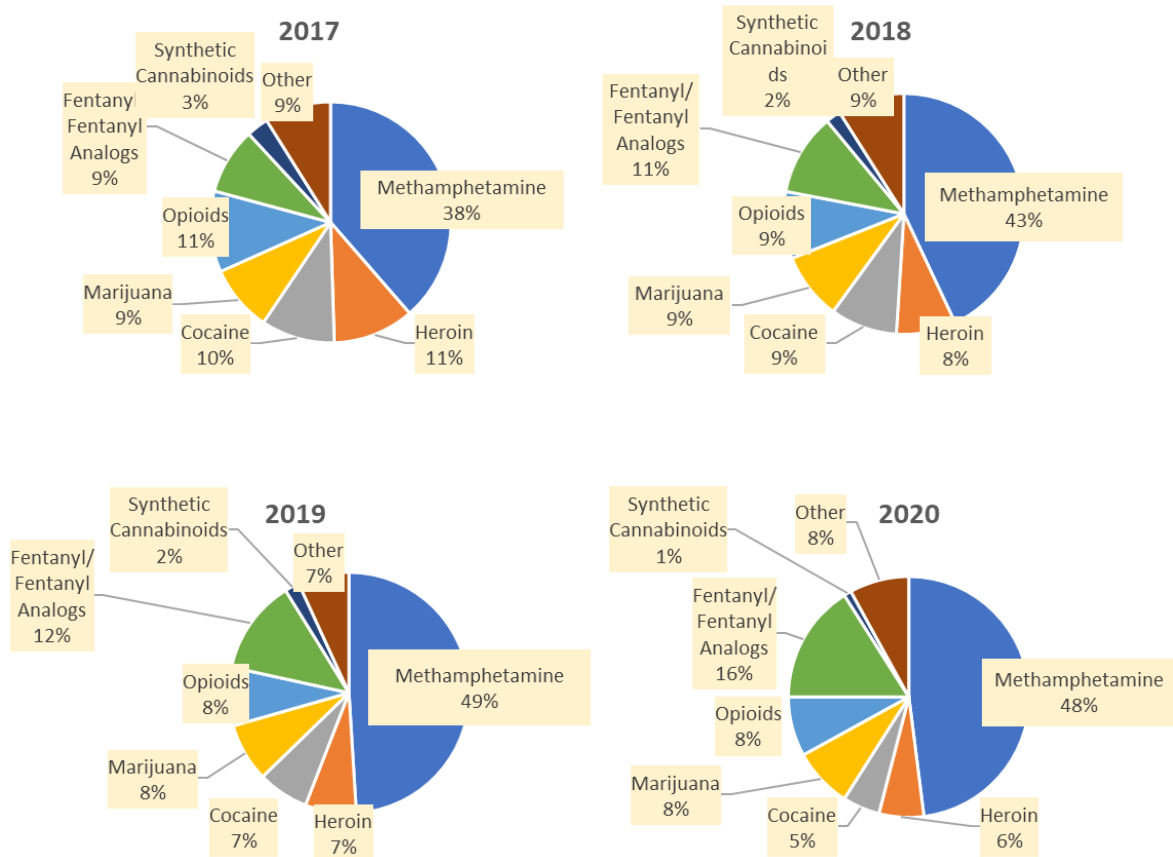 2017
Synthetic
Cannabinoids
3%
Other
9%
Fentanyl/
Fentanyl
Analogs
9%
Methamphetamine
38%
Opioids
11%
Marijuana
9%
Cocaine
10%
Heroin
11%
2018
Synthetic
Cannabinoi
ds
2%
Other
9%
Fentanyl/
Fentanyl
Analogs
11%
Methamphetamine
43%
Opioids
9%
Marijuana
9%
Cocaine
9%
Heroin
8%
2019
Synthetic
Cannabinoids
2%
Other
7%
Fentanyl/
Fentanyl
Analogs
12%
Methamphetamine
49%
Opioids
8%
Marijuana
8%
Cocaine
7%
Heroin
7%
2020
Synthetic
Cannabinoids
1%
Other
8%
Fentanyl/
Fentanyl
Analogs
16%
Methamphetamine
48%
Opioids
8%
Marijuana
8%
Cocaine
5%
Heroin
6%